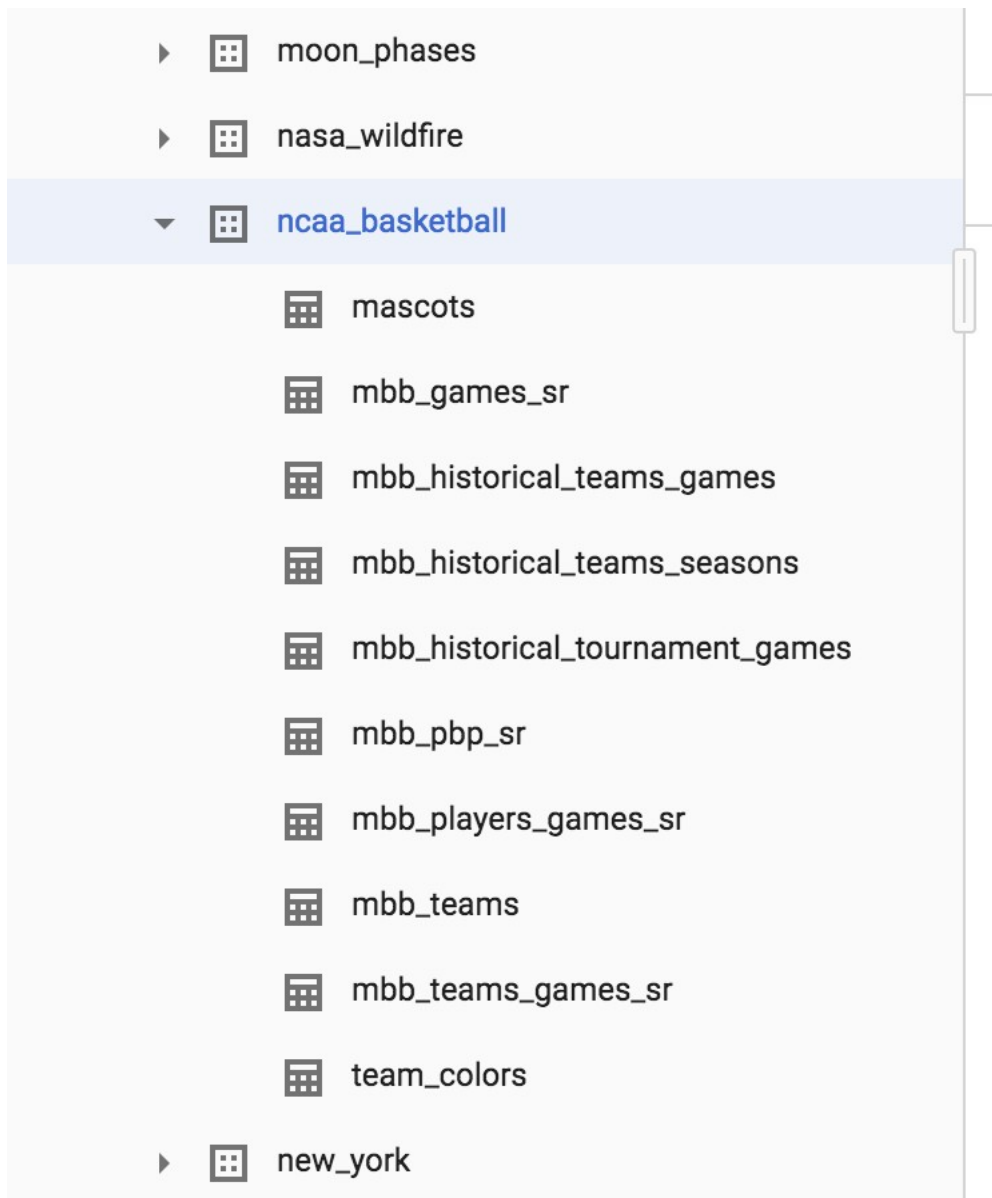 moon_phases
nasa_wildfire
ncaa_basketball
mascots
mbb_games_sr
mbb_historical_teams_games
mbb_historical_teams_seasons
mbb_historical_tournament_games
mbb_pbp_sr
mbb_players_games_sr
mbb_teams
mbb_teams_games_sr
team_colors
new_york